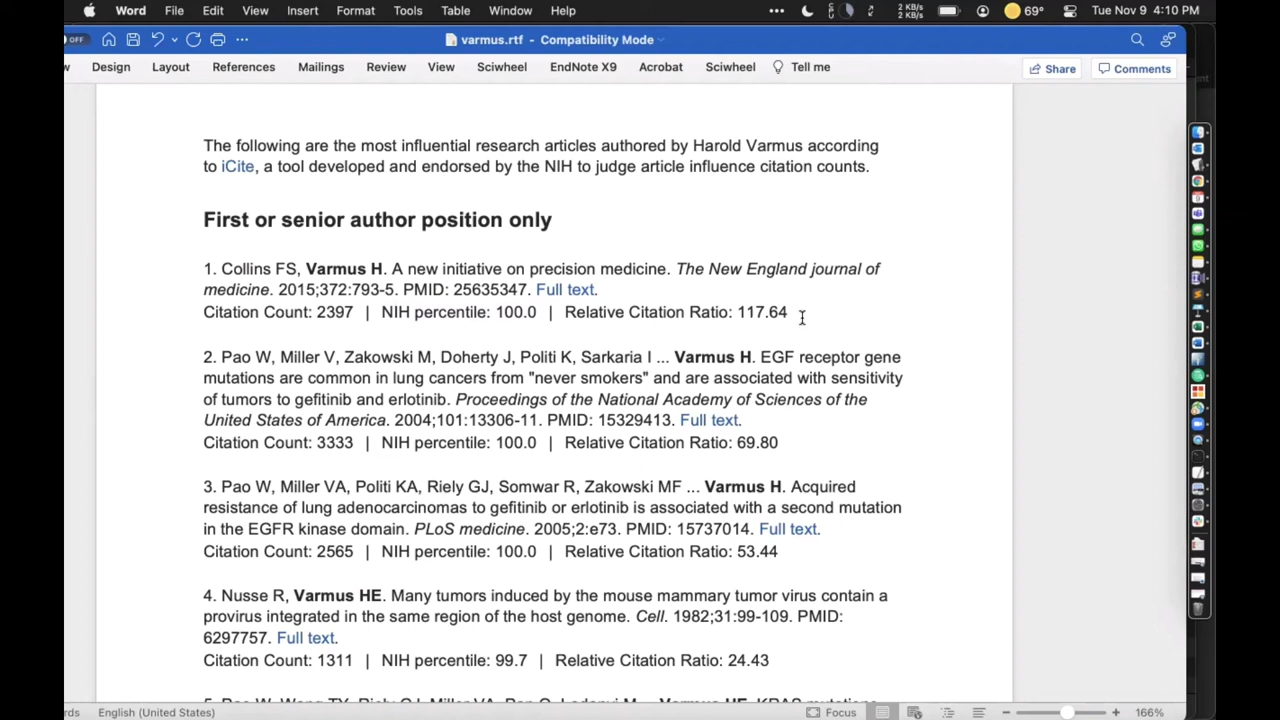 Word File Edit View Insert Format Tools Table Window Help ••• 2 KB/s 2 KB/s 69° Tue Nov 9 4:10 PM
OFF ••• varmus.rtf - Compatibility Mode
Design Layout References Mailings Review View Sciwheel EndNote X9 Acrobat Sciwheel Tell me Share Comments
The following are the most influential research articles authored by Harold Varmus according
to iCite, a tool developed and endorsed by the NIH to judge article influence citation counts.
First or senior author position only
1. Collins FS, Varmus H. A new initiative on precision medicine. The New England journal of
medicine. 2015;372:793-5. PMID: 25635347. Full text.
Citation Count: 2397 | NIH percentile: 100.0 | Relative Citation Ratio: 117.64
2. Pao W, Miller V, Zakowski M, Doherty J, Politi K, Sarkaria I ... Varmus H. EGF receptor gene
mutations are common in lung cancers from "never smokers" and are associated with sensitivity
of tumors to gefitinib and erlotinib. Proceedings of the National Academy of Sciences of the
United States of America. 2004;101:13306-11. PMID: 15329413. Full text.
Citation Count: 3333 | NIH percentile: 100.0 | Relative Citation Ratio: 69.80
3. Pao W, Miller VA, Politi KA, Riely GJ, Somwar R, Zakowski MF ... Varmus H. Acquired
resistance of lung adenocarcinomas to gefitinib or erlotinib is associated with a second mutation
in the EGFR kinase domain. PLoS medicine. 2005;2:e73. PMID: 15737014. Full text.
Citation Count: 2565 | NIH percentile: 100.0 | Relative Citation Ratio: 53.44
4. Nusse R, Varmus HE. Many tumors induced by the mouse mammary tumor virus contain a
provirus integrated in the same region of the host genome. Cell. 1982;31:99-109. PMID:
6297757. Full text.
Citation Count: 1311 | NIH percentile: 99.7 | Relative Citation Ratio: 24.43
English (United States) Focus 166%